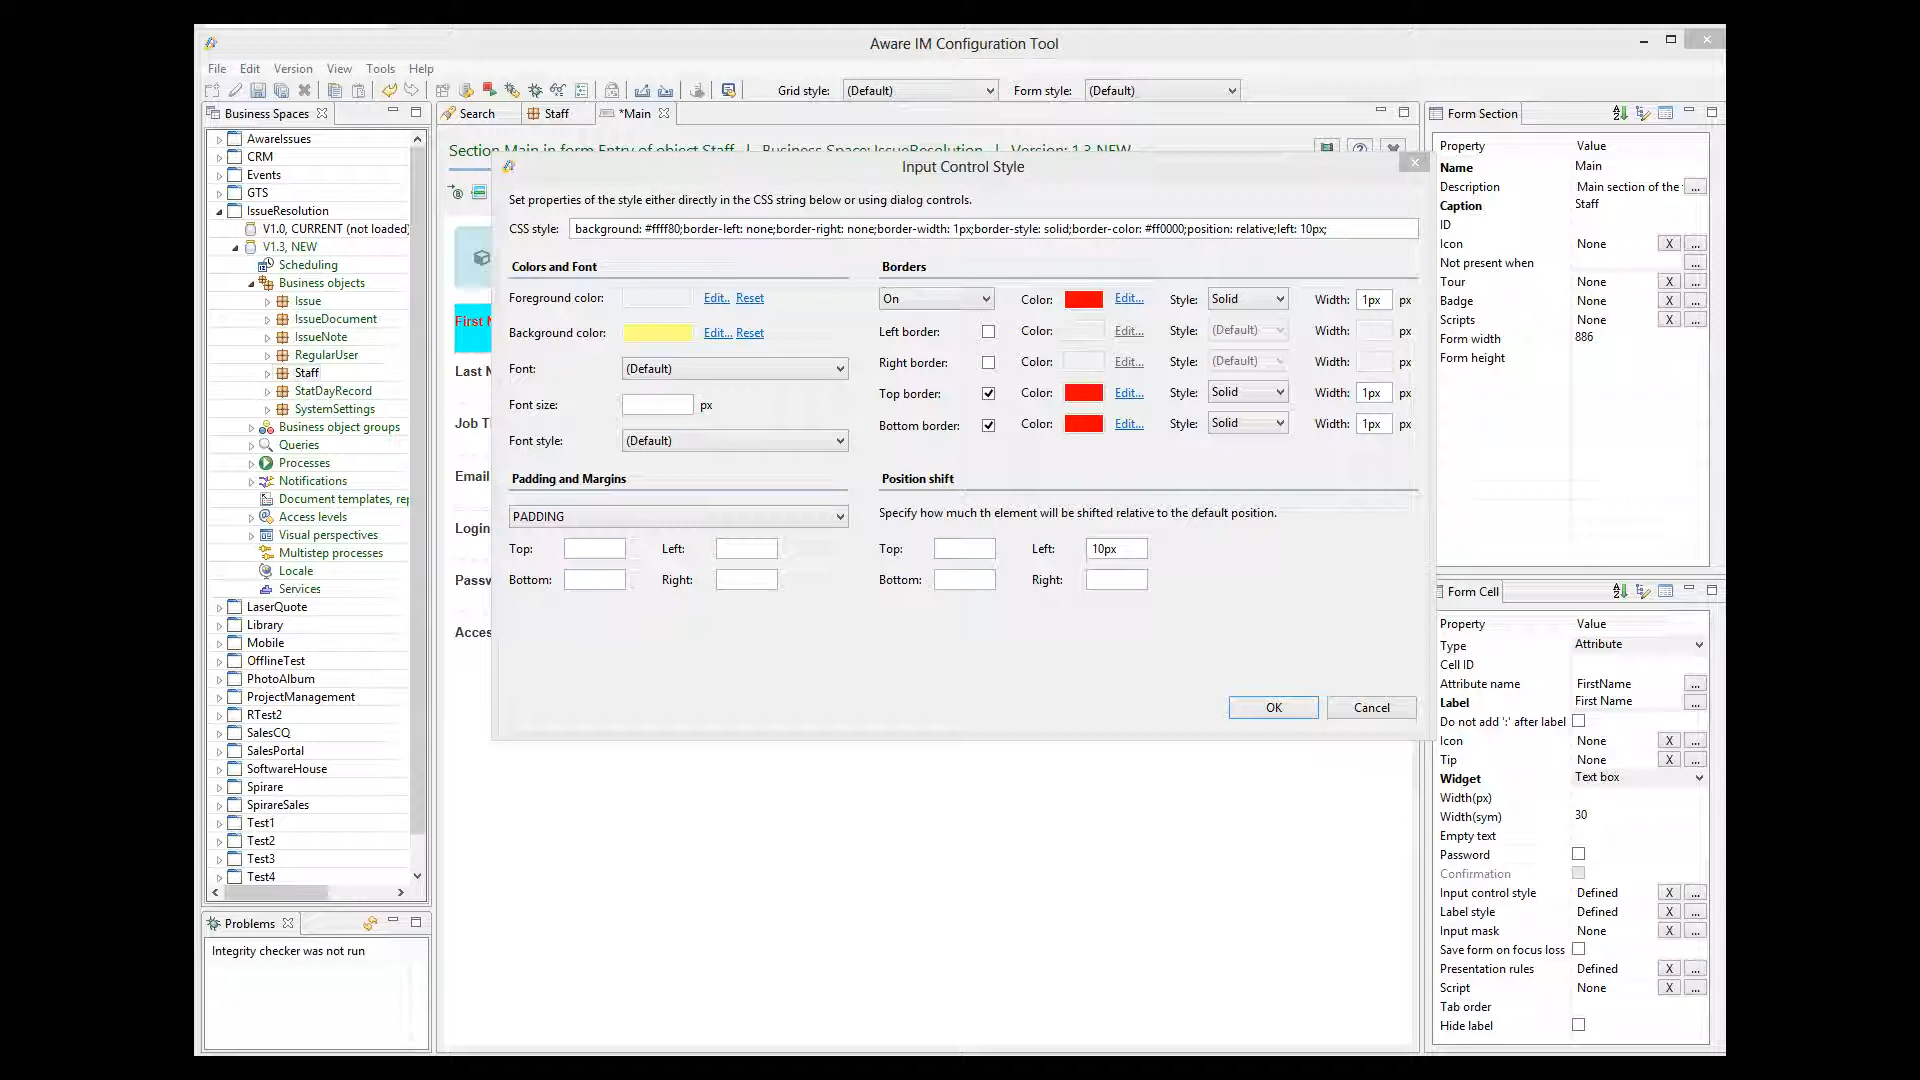 Aware IM Configuration Tool
File Edit Version View Tools Help
Grid style: (Default) Form style: (Default)
Business Spaces
AwareIssues
CRM
Events
GTS
IssueResolution
V1.0, CURRENT (not loaded)
V1.3, NEW
Scheduling
Business objects
Issue
IssueDocument
IssueNote
RegularUser
Staff
StatDayRecord
SystemSettings
Business object groups
Queries
Processes
Notifications
Document templates, rep
Access levels
Visual perspectives
Multistep processes
Locale
Services
LaserQuote
Library
Mobile
OfflineTest
PhotoAlbum
ProjectManagement
RTest2
SalesCQ
SalesPortal
SoftwareHouse
Spirare
SpirareSales
Test1
Test2
Test3
Test4
Problems
Integrity checker was not run
Search Staff *Main
Section Main in form Entry of object Staff | Business Space: IssueResolution | Version: 1.3 NEW
First N
Last N
Job T
Email
Login
Passw
Acces
Input Control Style
Set properties of the style either directly in the CSS string below or using dialog controls.
CSS style: background: #ffff80;border-left: none;border-right: none;border-width: 1px;border-style: solid;border-color: #ff0000;position: relative;left: 10px;
Colors and Font
Foreground color: Edit.. Reset
Background color: Edit... Reset
Font: (Default)
Font size: px
Font style: (Default)
Borders
On Color: Edit... Style: Solid Width: 1px px
Left border: Color: Edit... Style: (Default) Width: px
Right border: Color: Edit... Style: (Default) Width: px
Top border: Color: Edit... Style: Solid Width: 1px px
Bottom border: Color: Edit... Style: Solid Width: 1px px
Padding and Margins
PADDING
Top: Left:
Bottom: Right:
Position shift
Specify how much th element will be shifted relative to the default position.
Top: Left: 10px
Bottom: Right:
OK Cancel
Form Section
Property Value
Name Main
Description Main section of the ...
Caption Staff
ID
Icon None X ...
Not present when ...
Tour None X ...
Badge None X ...
Scripts None X ...
Form width 886
Form height
Form Cell
Property Value
Type Attribute
Cell ID
Attribute name FirstName ...
Label First Name ...
Do not add ':' after label
Icon None X ...
Tip None X ...
Widget Text box
Width(px)
Width(sym) 30
Empty text
Password
Confirmation
Input control style Defined X ...
Label style Defined X ...
Input mask None X ...
Save form on focus loss
Presentation rules Defined X ...
Script None X ...
Tab order
Hide label